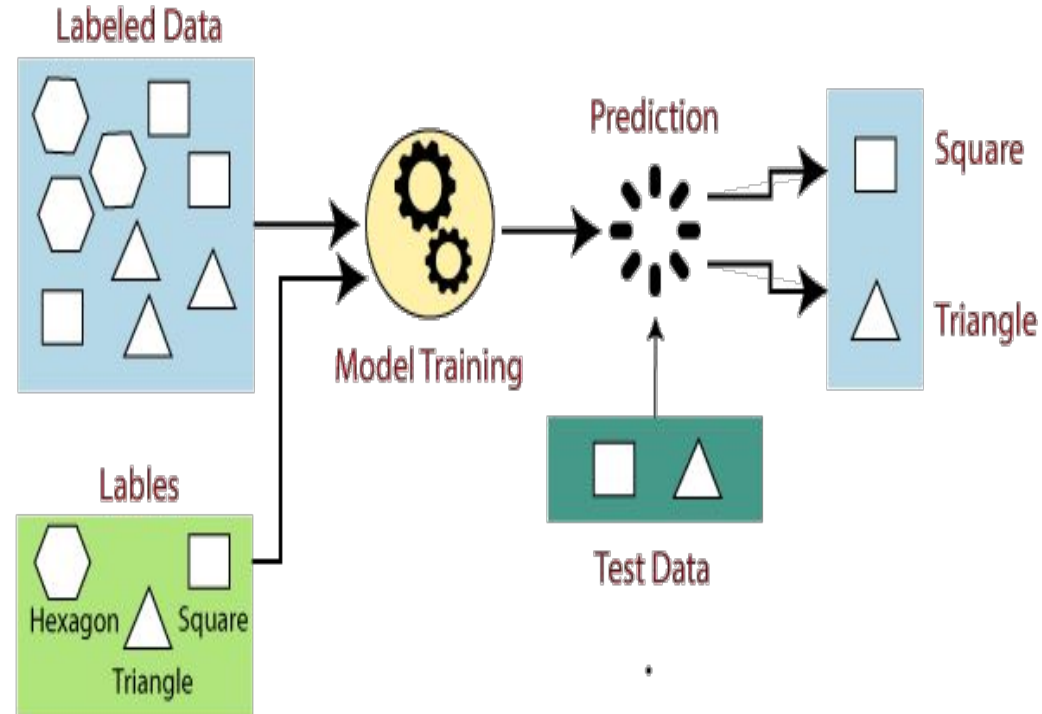 Labeled Data
Prediction
Square
Triangle
Model Training
Lables
Hexagon
Square
Triangle
Test Data